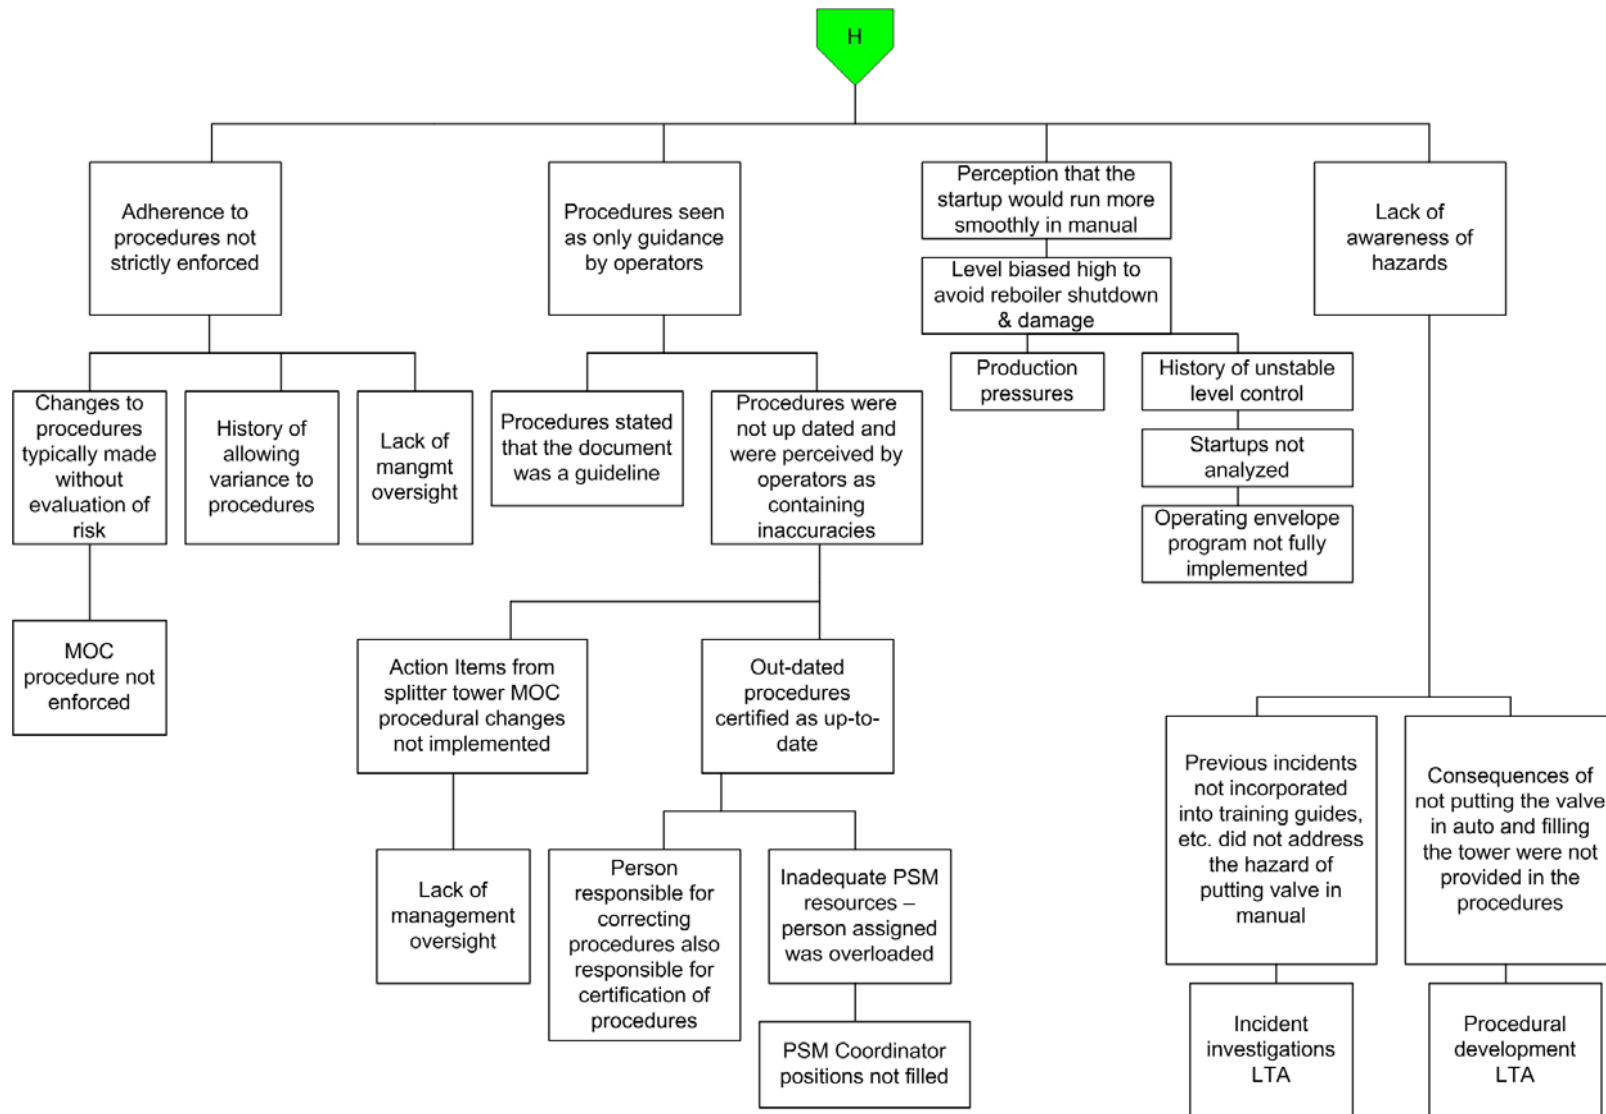 H
Adherence to
procedures not
strictly enforced
Procedures seen
as only guidance
by operators
Perception that the
startup would run more
smoothly in manual
Lack of
awareness of
hazards
Level biased high to
avoid reboiler shutdown
& damage
Changes to
procedures
typically made
without
evaluation of
risk
History of
allowing
variance to
procedures
Lack of
mangmt
oversight
Procedures stated
that the document
was a guideline
Procedures were
not up dated and
were perceived by
operators as
containing
inaccuracies
Production
pressures
History of unstable
level control
Startups not
analyzed
Operating envelope
program not fully
implemented
MOC
procedure not
enforced
Action Items from
splitter tower MOC
procedural changes
not implemented
Out-dated
procedures
certified as up-to-
date
Previous incidents
not incorporated
into training guides,
etc. did not address
the hazard of
putting valve in
manual
Consequences of
not putting the valve
in auto and filling
the tower were not
provided in the
procedures
Lack of
management
oversight
Person
responsible for
correcting
procedures also
responsible for
certification of
procedures
Inadequate PSM
resources –
person assigned
was overloaded
PSM Coordinator
positions not filled
Incident
investigations
LTA
Procedural
development
LTA